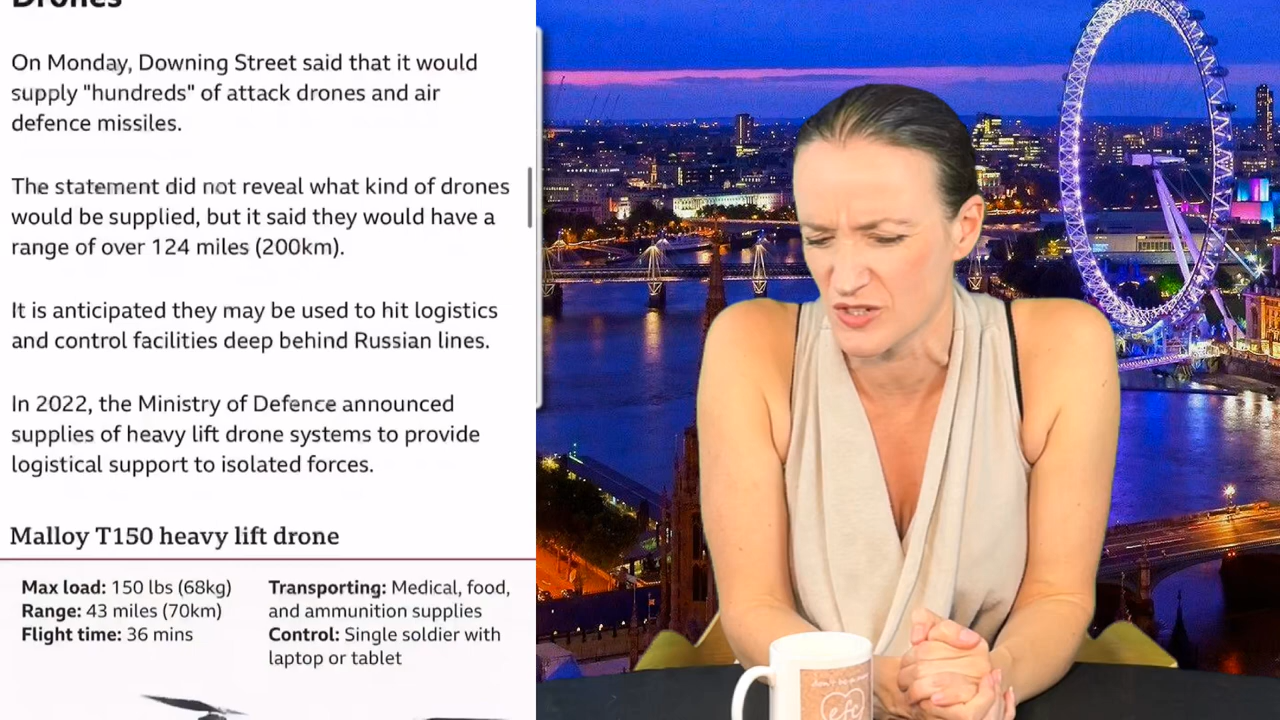 Drones
On Monday, Downing Street said that it would
supply "hundreds" of attack drones and air
defence missiles.
The statement did not reveal what kind of drones
would be supplied, but it said they would have a
range of over 124 miles (200km).
It is anticipated they may be used to hit logistics
and control facilities deep behind Russian lines.
In 2022, the Ministry of Defence announced
supplies of heavy lift drone systems to provide
logistical support to isolated forces.
Malloy T150 heavy lift drone
Max load: 150 lbs (68kg)
Range: 43 miles (70km)
Flight time: 36 mins
Transporting: Medical, food,
and ammunition supplies
Control: Single soldier with
laptop or tablet
efc